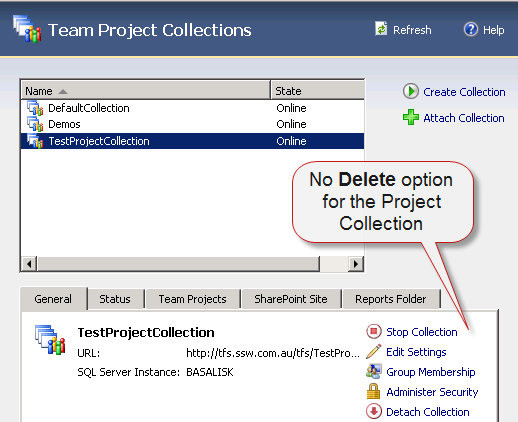 Team Project Collections
Refresh
Help
Name State
DefaultCollection Online
Demos Online
TestProjectCollection Online
Create Collection
Attach Collection
No Delete option
for the Project
Collection
General Status Team Projects SharePoint Site Reports Folder
TestProjectCollection
URL: http://tfs.ssw.com.au/tfs/TestPro...
SQL Server Instance: BASALISK
Stop Collection
Edit Settings
Group Membership
Administer Security
Detach Collection